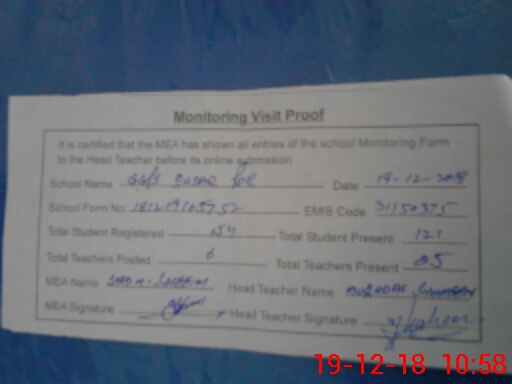 Monitoring Visit Proof
It is certified that the MEA has shown all entries of the school Monitoring Form
to the Head Teacher before its online submission
School Name GGPS Date 19-12-2018
School Form No EMIS Code 31150375
Total Student Registered 154 Total Student Present 121
Total Teachers Posted 6 Total Teachers Present 05
MEA Name Head Teacher Name
MEA Signature Head Teacher Signature
19-12-18 10:58